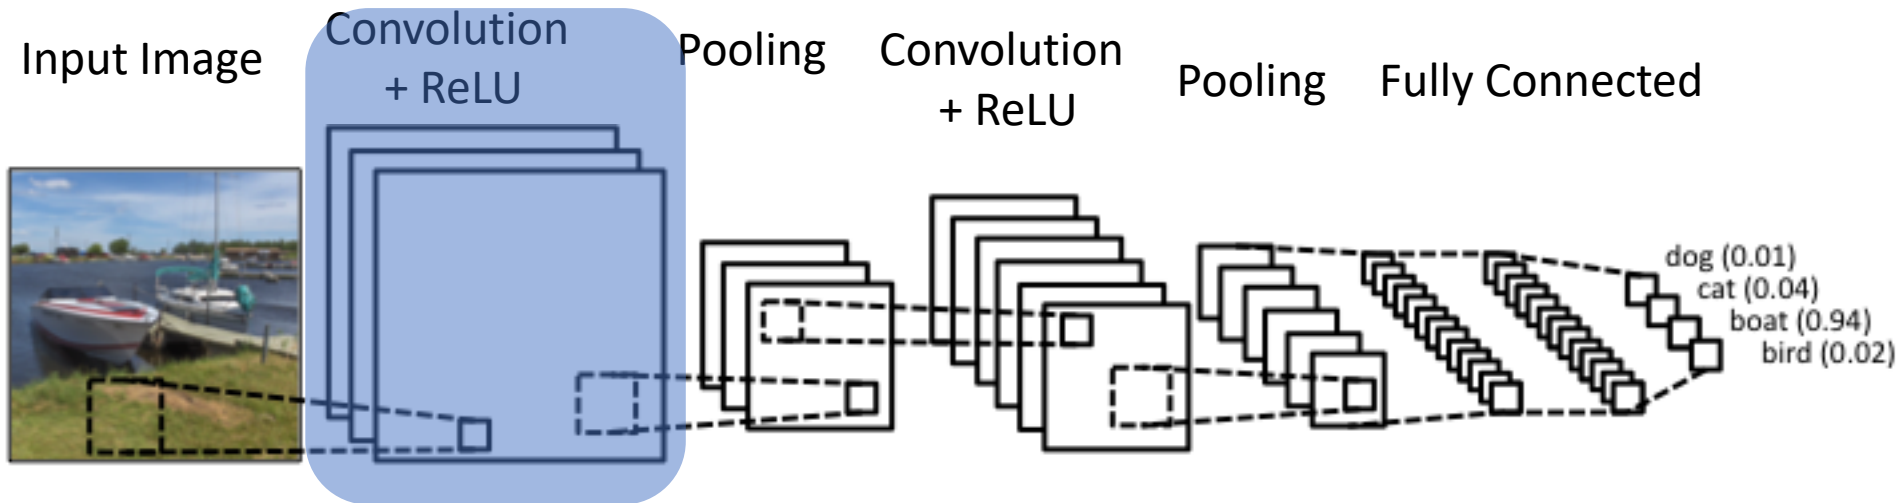 Input Image
Convolution
+ ReLU
Pooling
Convolution
+ ReLU
Pooling
Fully Connected
dog (0.01)
cat (0.04)
boat (0.94)
bird (0.02)